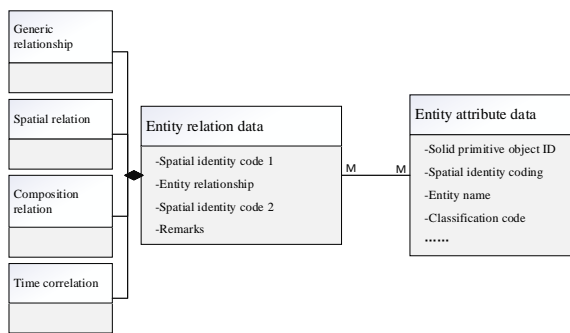 Generic
relationship
Spatial relation
Composition
relation
Time correlation
Entity relation data
-Spatial identity code 1
-Entity relationship
-Spatial identity code 2
-Remarks
M
M
Entity attribute data
-Solid primitive object ID
-Spatial identity coding
-Entity name
-Classification code
......